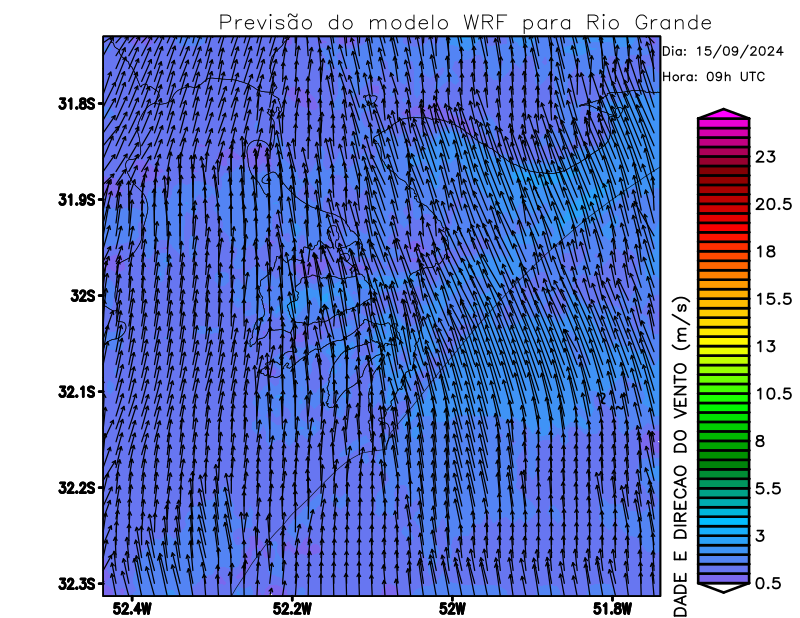 Previsão do modelo WRF para Rio Grande
Dia: 15/09/2024
Hora: 09h UTC
31.8S
31.9S
32S
32.1S
32.2S
32.3S
52.4W
52.2W
52W
51.8W
DADE E DIRECAO DO VENTO (m/s)
23
20.5
18
15.5
13
10.5
8
5.5
3
0.5